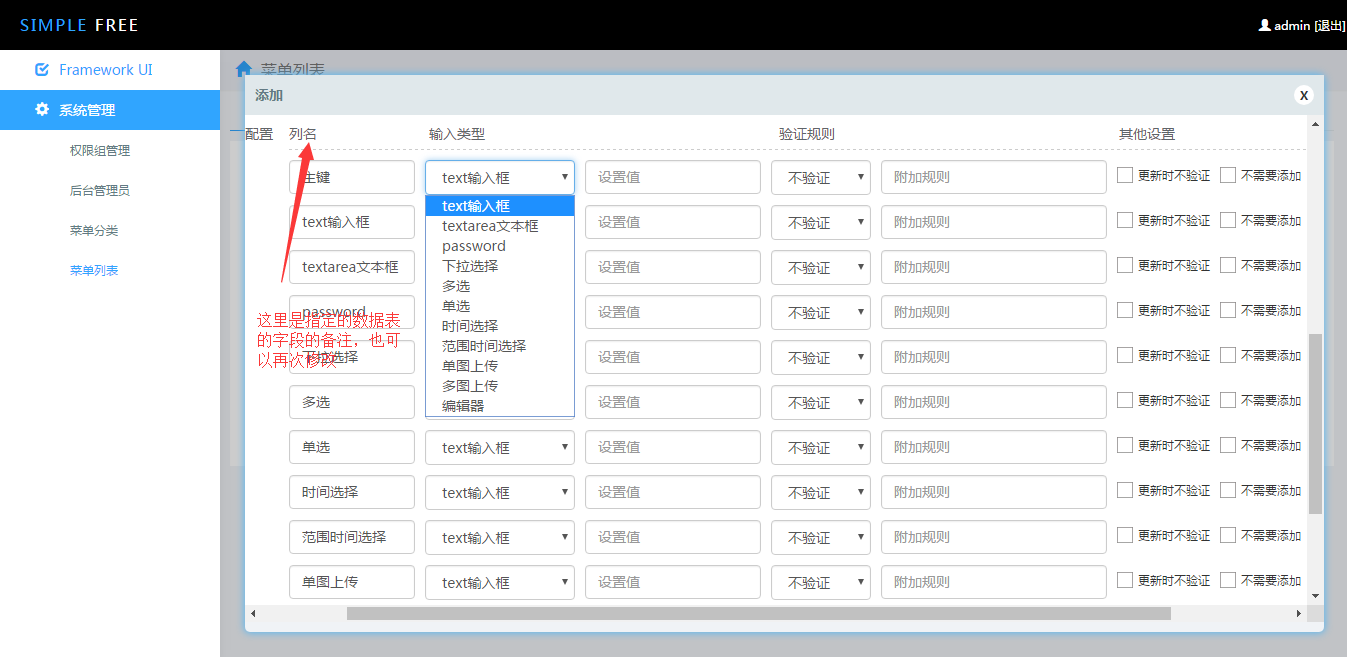 SIMPLE FREE
admin [退出]
Framework UI
系统管理
权限组管理
后台管理员
菜单分类
菜单列表
菜单列表
添加
X
配置 列名 输入类型 验证规则 其他设置
主键 text输入框 设置值 不验证 附加规则 更新时不验证 不需要添加
text输入框
textarea文本框
password
下拉选择
多选
单选
时间选择
范围时间选择
单图上传
多图上传
编辑器
text输入框 设置值 不验证 附加规则 更新时不验证 不需要添加
textarea文本框 设置值 不验证 附加规则 更新时不验证 不需要添加
password 设置值 不验证 附加规则 更新时不验证 不需要添加
下拉选择 设置值 不验证 附加规则 更新时不验证 不需要添加
多选 设置值 不验证 附加规则 更新时不验证 不需要添加
单选 text输入框 设置值 不验证 附加规则 更新时不验证 不需要添加
时间选择 text输入框 设置值 不验证 附加规则 更新时不验证 不需要添加
范围时间选择 text输入框 设置值 不验证 附加规则 更新时不验证 不需要添加
单图上传 text输入框 设置值 不验证 附加规则 更新时不验证 不需要添加
这里是指定的数据表
的字段的备注，也可
以再次修改